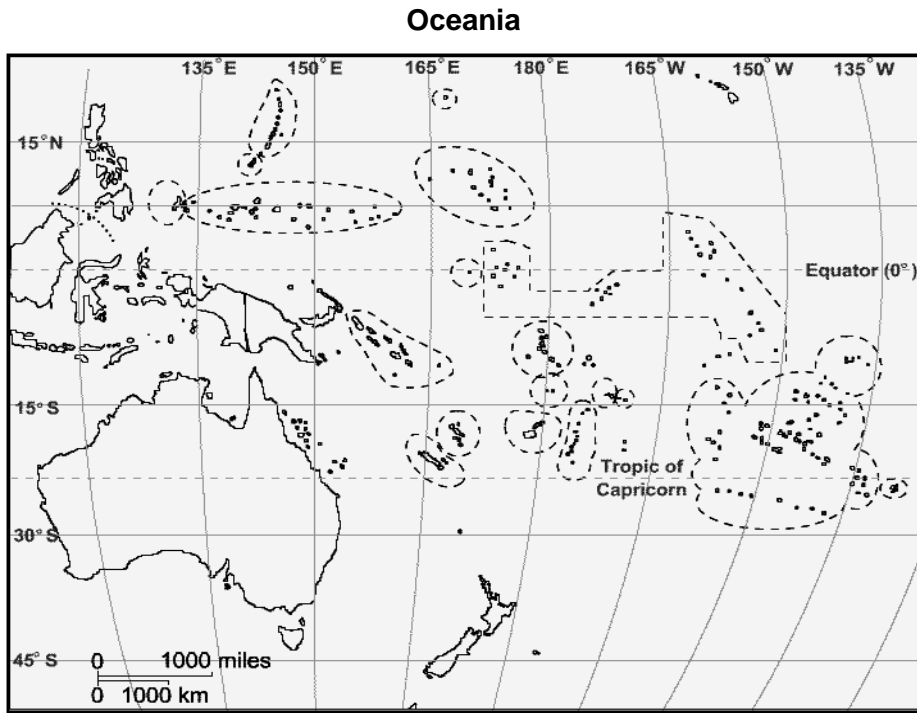 Oceania
135°E 150°E 165°E 180°E 165°W 150°W 135°W
15°N
Equator (0°)
15°S
Tropic of
Capricorn
30°S
45°S
0 1000 miles
0 1000 km